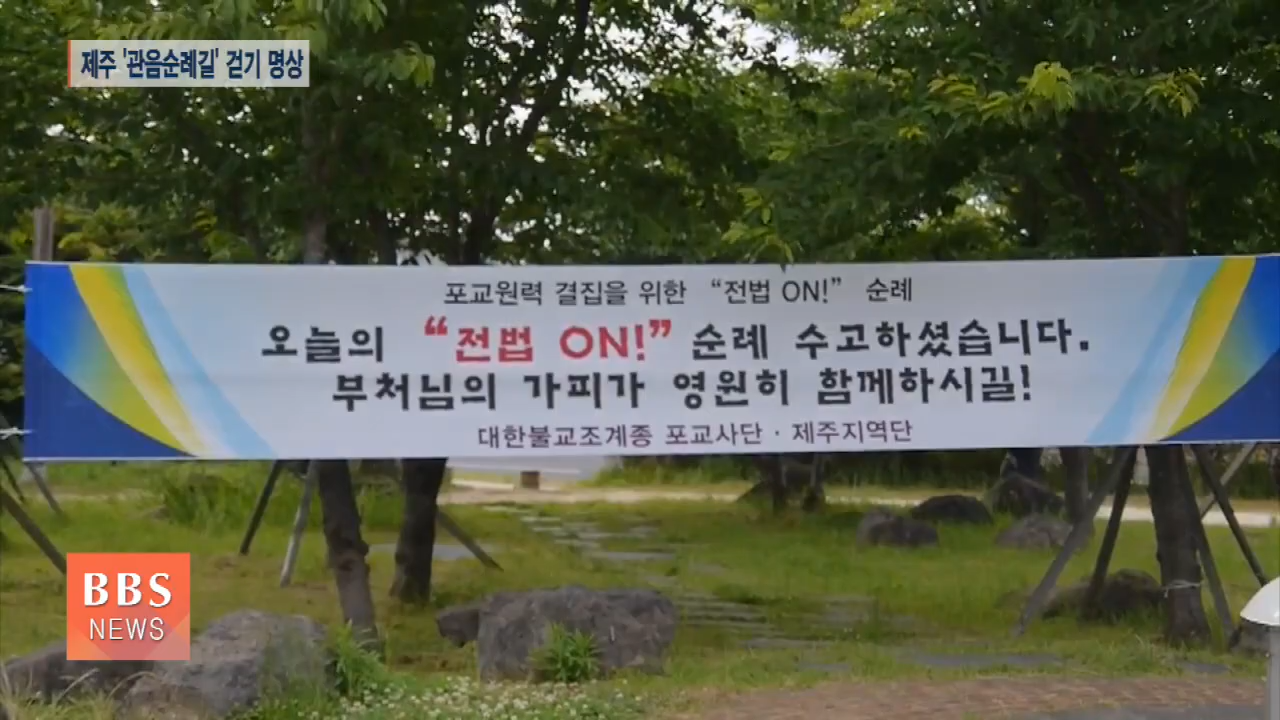 제주 '관음순례길' 걷기 명상
포교원력 결집을 위한 “전법 ON!” 순례
오늘의 “전법 ON!” 순례 수고하셨습니다.
부처님의 가피가 영원히 함께하시길!
대한불교조계종 포교사단 · 제주지역단
BBS
NEWS